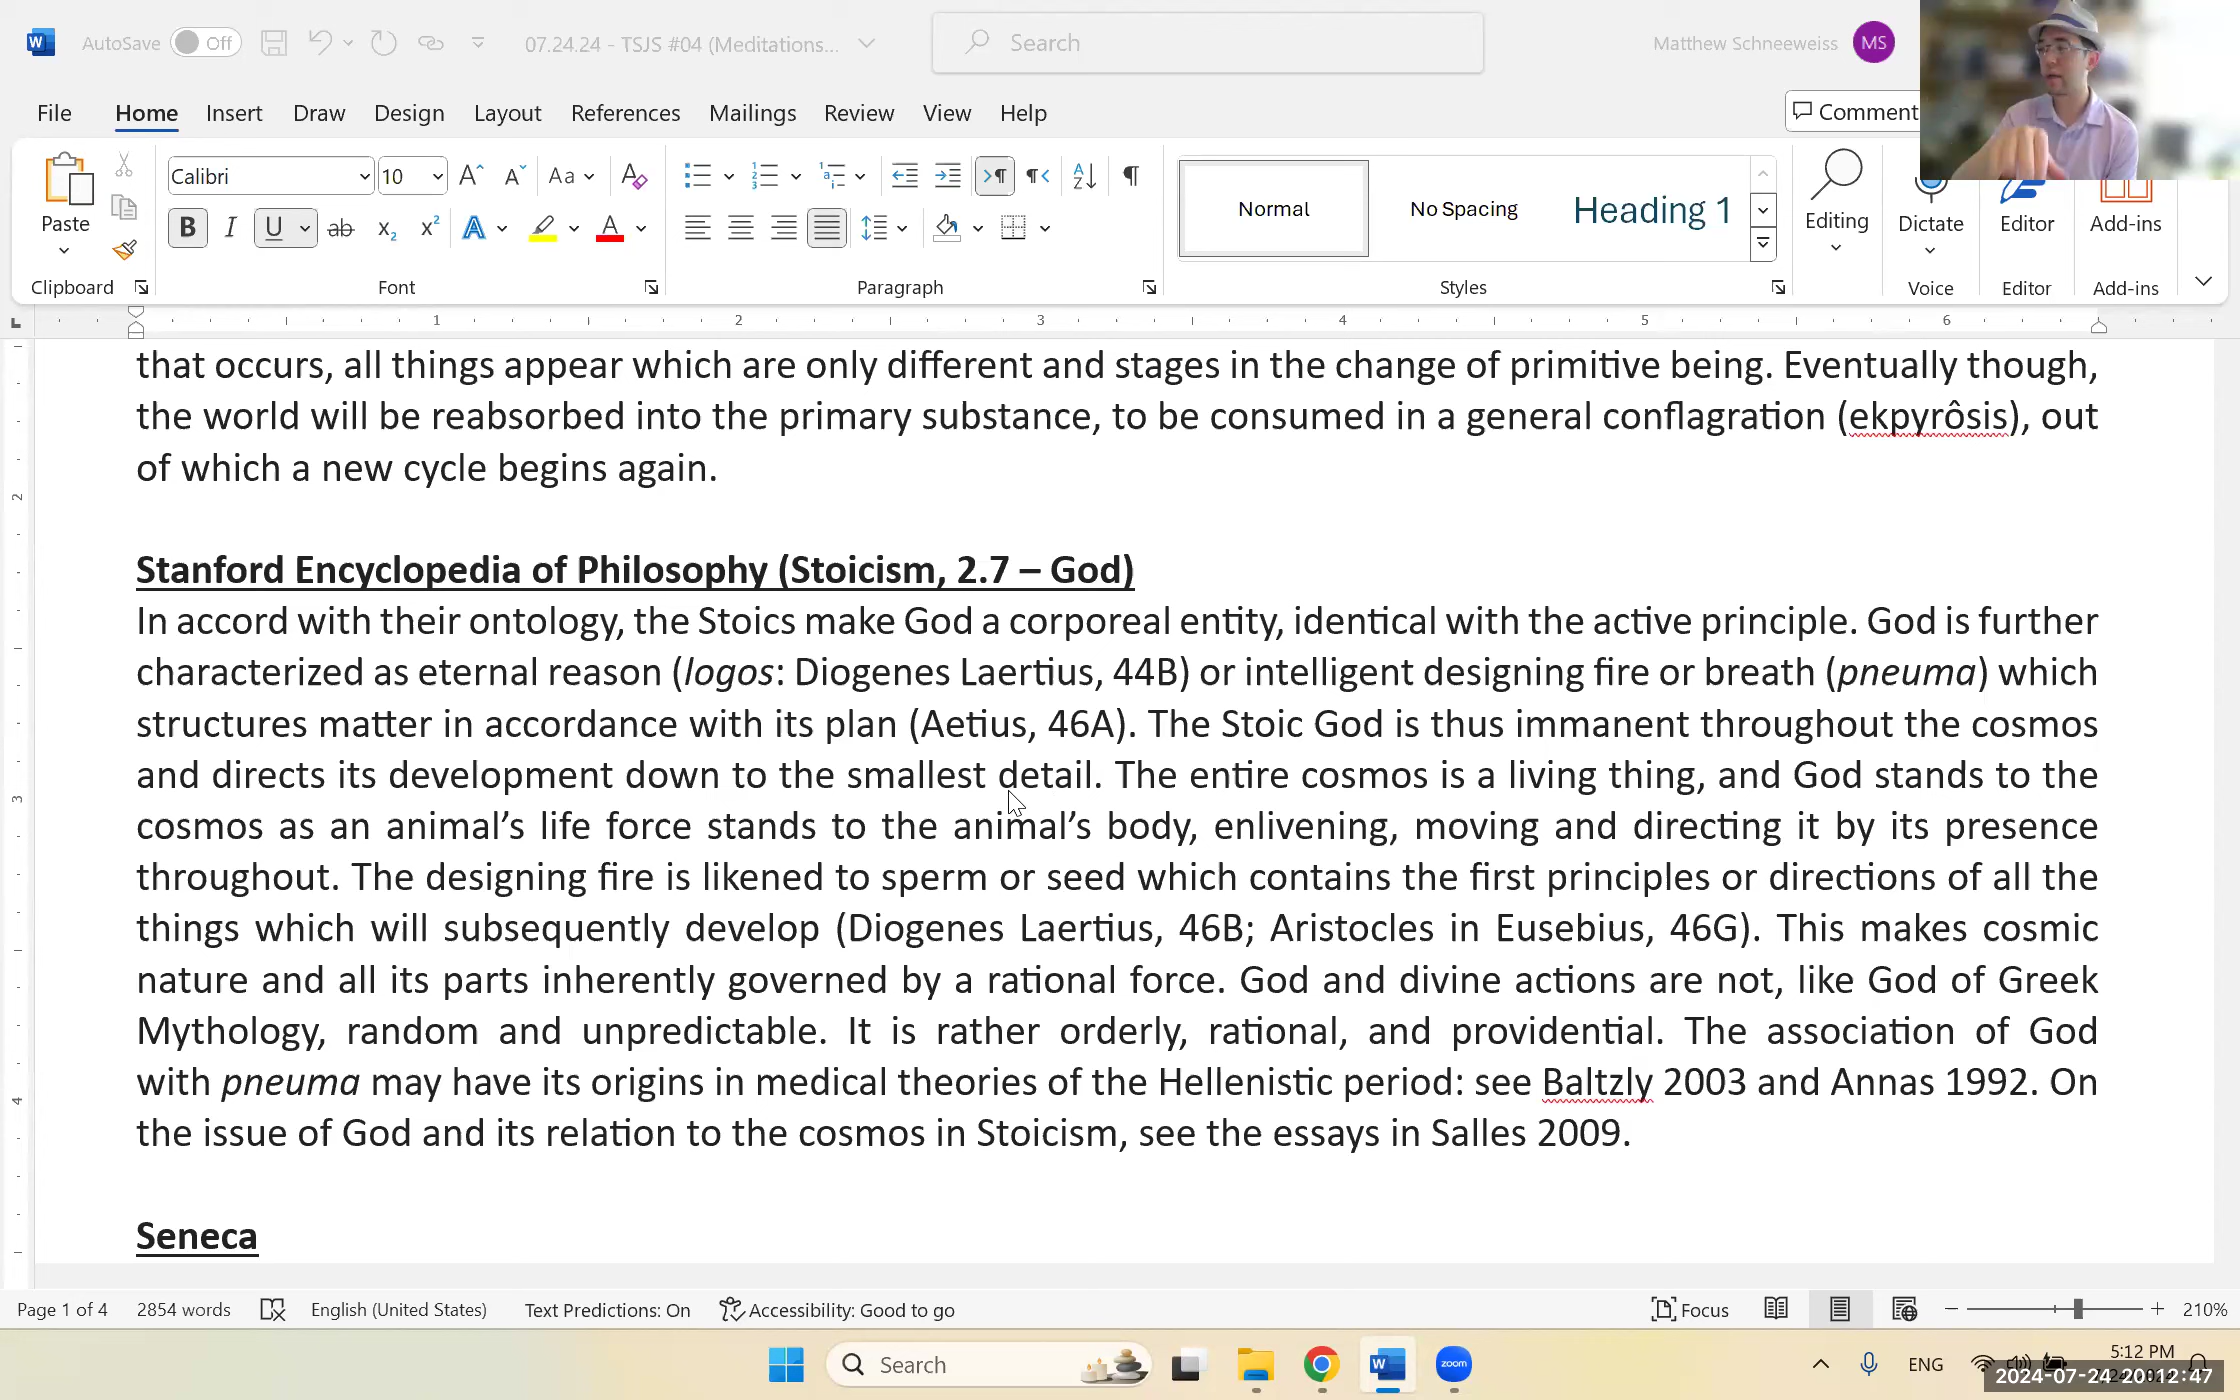 AutoSave Off 07.24.24 - TSJS #04 (Meditations... Search Matthew Schneeweiss MS
File Home Insert Draw Design Layout References Mailings Review View Help Comment
Paste Calibri 10 Aa Normal No Spacing Heading 1 Editing Dictate Editor Add-ins
Clipboard Font Paragraph Styles Voice Editor Add-ins
1 2 3 4 5 6
that occurs, all things appear which are only different and stages in the change of primitive being. Eventually though,
the world will be reabsorbed into the primary substance, to be consumed in a general conflagration (ekpyrôsis), out
of which a new cycle begins again.
Stanford Encyclopedia of Philosophy (Stoicism, 2.7 – God)
In accord with their ontology, the Stoics make God a corporeal entity, identical with the active principle. God is further
characterized as eternal reason (logos: Diogenes Laertius, 44B) or intelligent designing fire or breath (pneuma) which
structures matter in accordance with its plan (Aetius, 46A). The Stoic God is thus immanent throughout the cosmos
and directs its development down to the smallest detail. The entire cosmos is a living thing, and God stands to the
cosmos as an animal’s life force stands to the animal’s body, enlivening, moving and directing it by its presence
throughout. The designing fire is likened to sperm or seed which contains the first principles or directions of all the
things which will subsequently develop (Diogenes Laertius, 46B; Aristocles in Eusebius, 46G). This makes cosmic
nature and all its parts inherently governed by a rational force. God and divine actions are not, like God of Greek
Mythology, random and unpredictable. It is rather orderly, rational, and providential. The association of God
with pneuma may have its origins in medical theories of the Hellenistic period: see Baltzly 2003 and Annas 1992. On
the issue of God and its relation to the cosmos in Stoicism, see the essays in Salles 2009.
Seneca
Page 1 of 4 2854 words English (United States) Text Predictions: On Accessibility: Good to go Focus 210%
Search zoom ENG 5:12 PM
2024-07-24 20:12:47